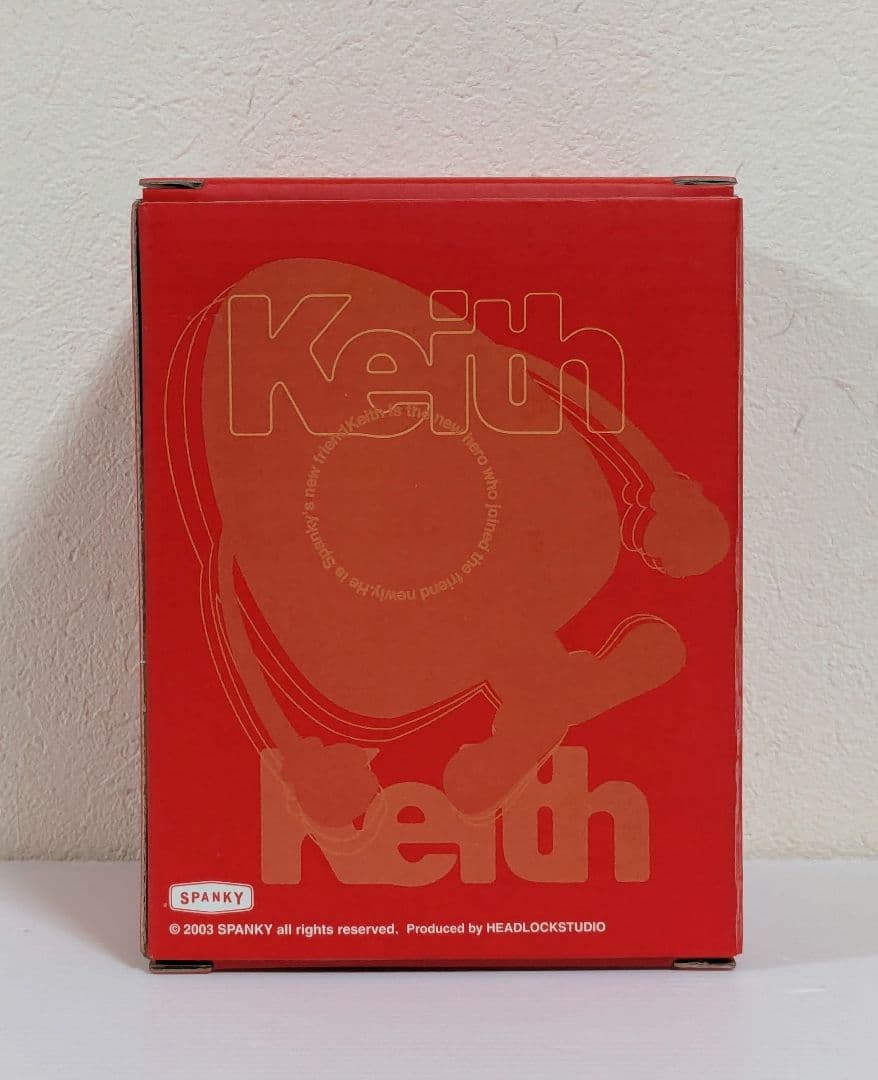 Keith
Keith is the new hero who joined the friend newly.He is Spanky's new friend
Keith
SPANKY
© 2003 SPANKY all rights reserved. Produced by HEADLOCKSTUDIO